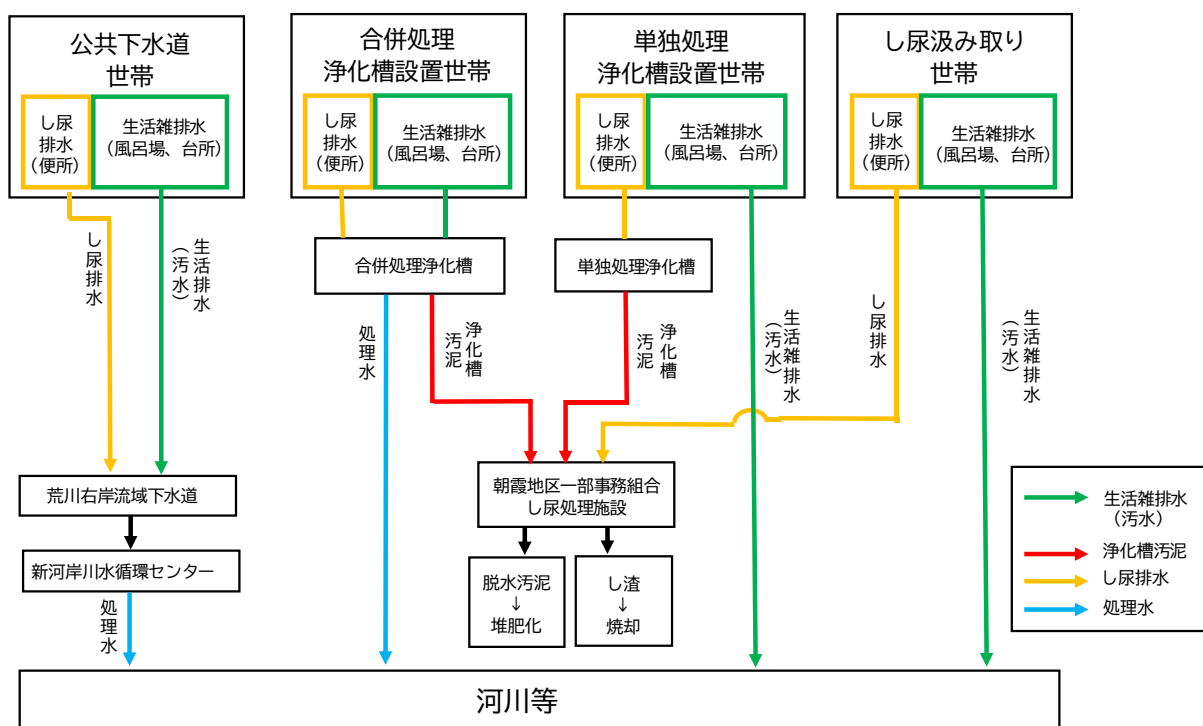 公共下水道
世帯
し尿
排水
(便所)
生活雑排水
(風呂場、台所)
合併処理
浄化槽設置世帯
し尿
排水
(便所)
生活雑排水
(風呂場、台所)
単独処理
浄化槽設置世帯
し尿
排水
(便所)
生活雑排水
(風呂場、台所)
し尿汲み取り
世帯
し尿
排水
(便所)
生活雑排水
(風呂場、台所)
し尿排水
生活排水
(汚水)
合併処理浄化槽
単独処理浄化槽
処理水
浄化槽
汚泥
浄化槽
汚泥
生活雑排水
(汚水)
し尿排水
生活雑排水
(汚水)
荒川右岸流域下水道
新河岸川水循環センター
処理水
朝霞地区一部事務組合
し尿処理施設
脱水汚泥
↓
堆肥化
し渣
↓
焼却
生活雑排水
(汚水)
浄化槽汚泥
し尿排水
処理水
河川等